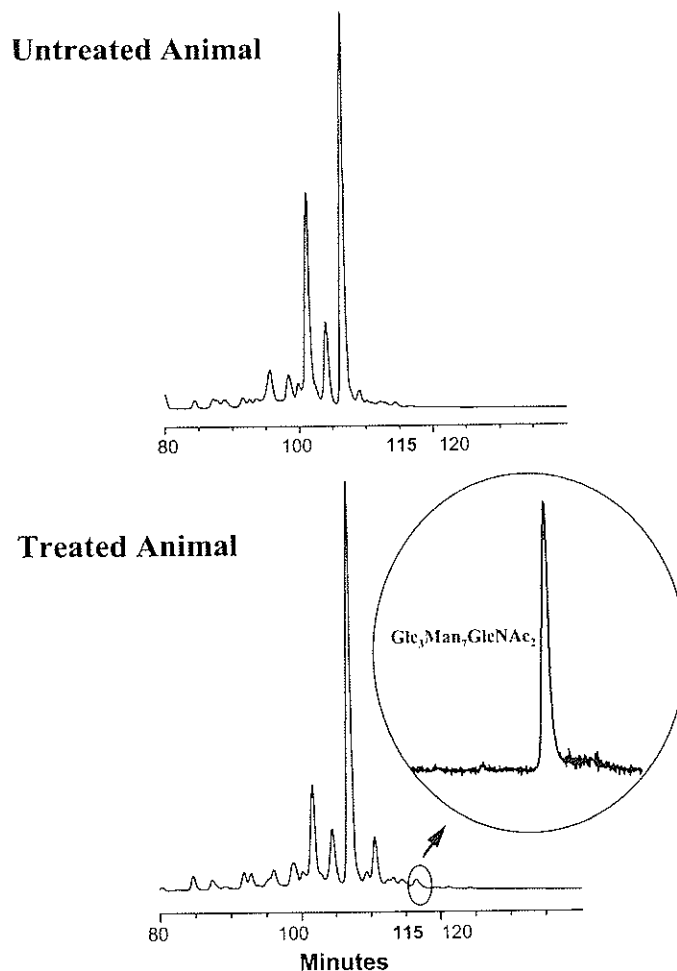 Untreated Animal
80 100 115 120
Treated Animal
Glc₃Man₇GlcNAc₂
80 100 115 120
Minutes